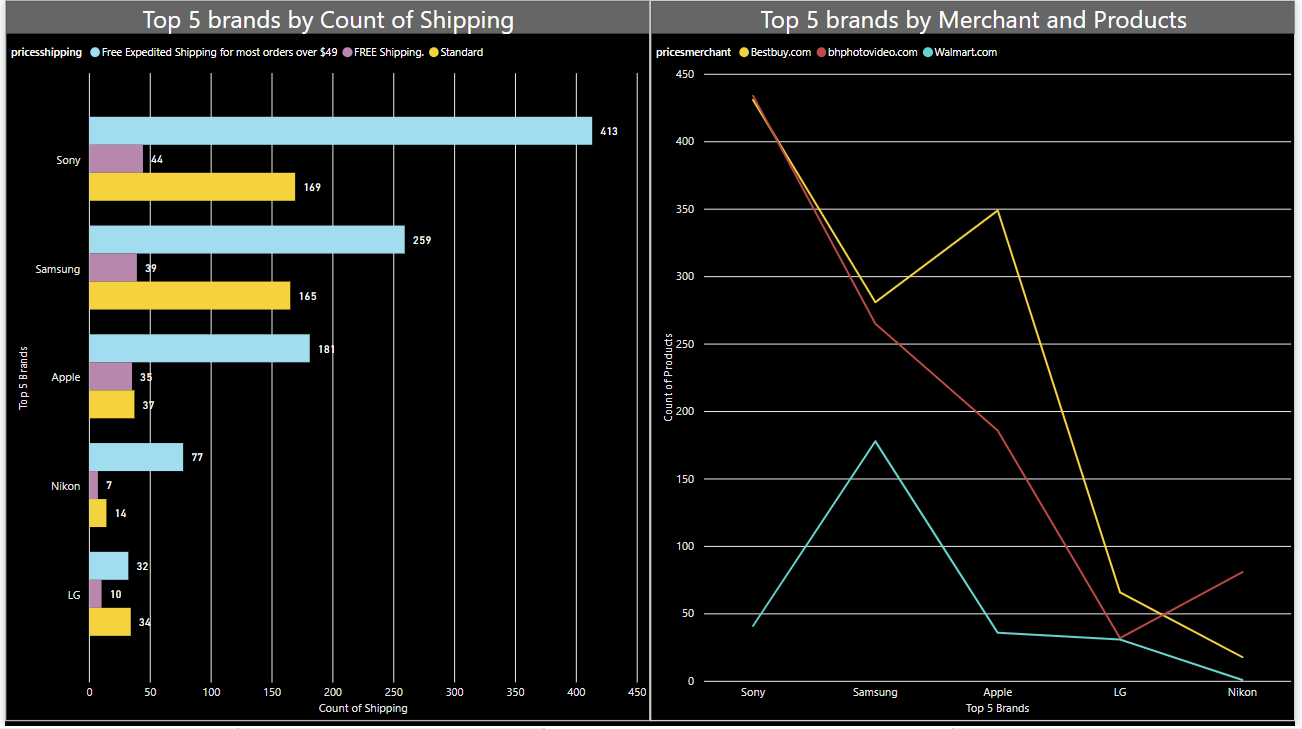 Top 5 brands by Count of Shipping
pricesshipping Free Expedited Shipping for most orders over $49 FREE Shipping. Standard
Top 5 Brands
Sony
413
44
169
Samsung
259
39
165
Apple
181
35
37
Nikon
77
7
14
LG
32
10
34
0 50 100 150 200 250 300 350 400 450
Count of Shipping
Top 5 brands by Merchant and Products
pricesmerchant Bestbuy.com bhphotovideo.com Walmart.com
Count of Products
450
400
350
300
250
200
150
100
50
0
Sony Samsung Apple LG Nikon
Top 5 Brands